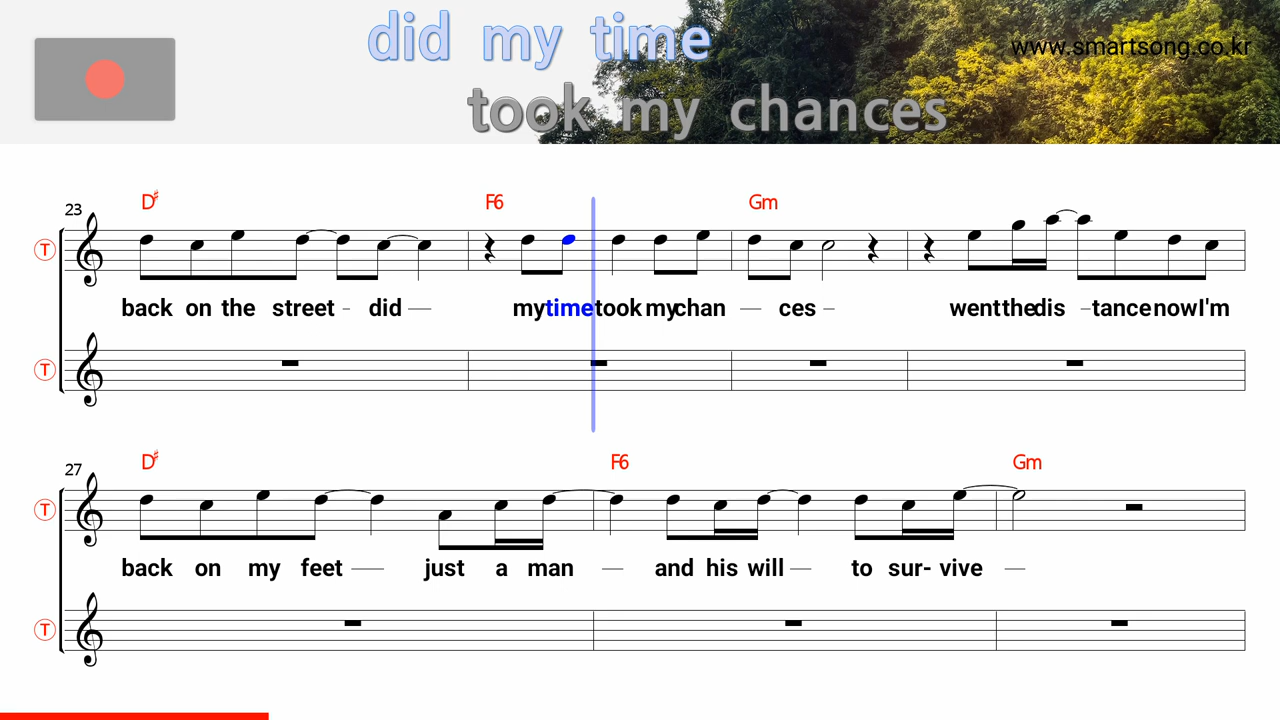 did my time
www.smartsong.co.kr
took my chances
D♯ F6 Gm
23
T
back on the street - did — my time took my chan — ces – went the dis – tance now I'm
T
D♯ F6 Gm
27
T
back on my feet — just a man — and his will — to sur- vive —
T